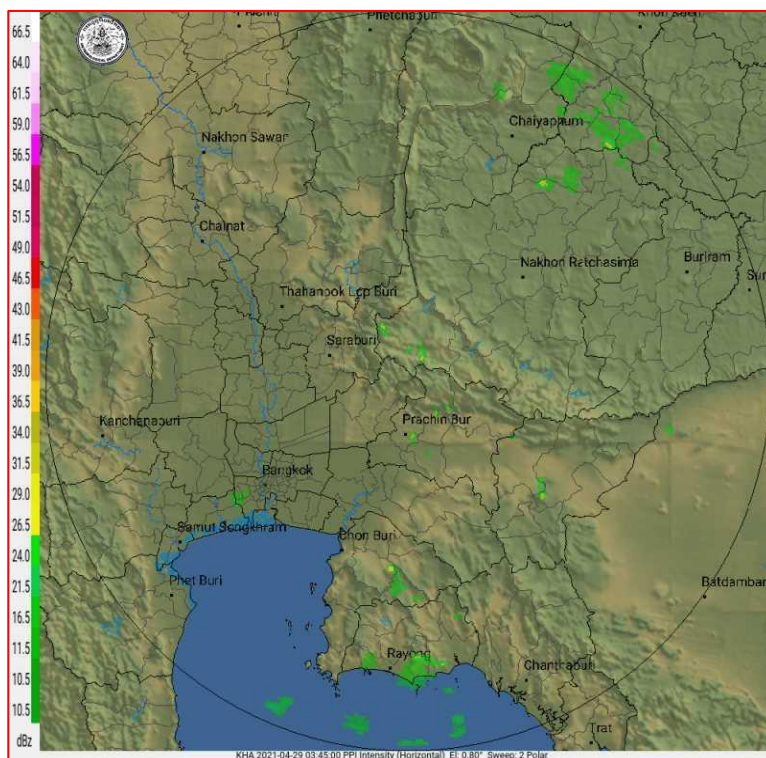 Phetchabun
66.5
64.0
61.5
59.0
56.5
54.0
51.5
49.0
46.5
43.0
41.5
39.0
36.5
34.0
31.5
29.0
26.5
24.0
21.5
16.5
11.5
10.5
10.5
dBz
Nakhon Sawan
Chaiyaphum
Chainat
Nakhon Ratchasima
Buriram
Sur
Thahanbok Lop Buri
Saraburi
Kanchanaburi
Prachin Bur
Bangkok
Samut Songkhram
Chon Buri
Phet Buri
Batdambar
Rayong
Chanthaburi
Trat
KHA 2021-04-29 03:45:00 PPI Intensity (Horizontal) El: 0.80° Sweep: 2 Polar